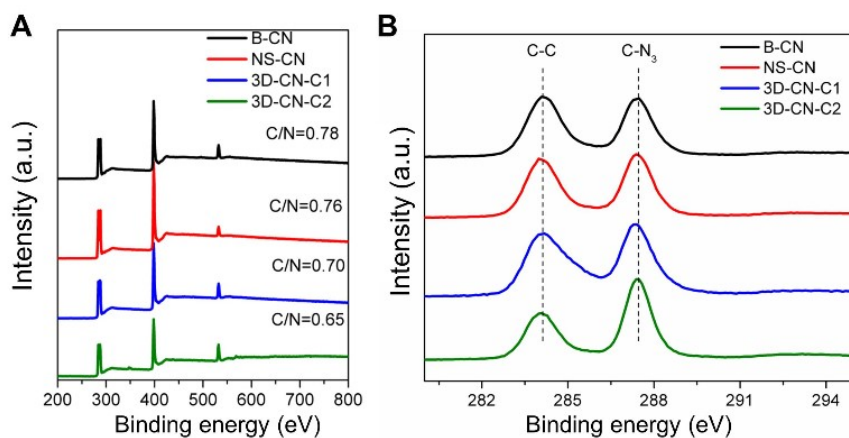 A
B-CN
NS-CN
3D-CN-C1
3D-CN-C2
C/N=0.78
C/N=0.76
C/N=0.70
C/N=0.65
Intensity (a.u.)
200 300 400 500 600 700 800
Binding energy (eV)
B
C-C
C-N₃
B-CN
NS-CN
3D-CN-C1
3D-CN-C2
Intensity (a.u.)
282 285 288 291 294
Binding energy (eV)